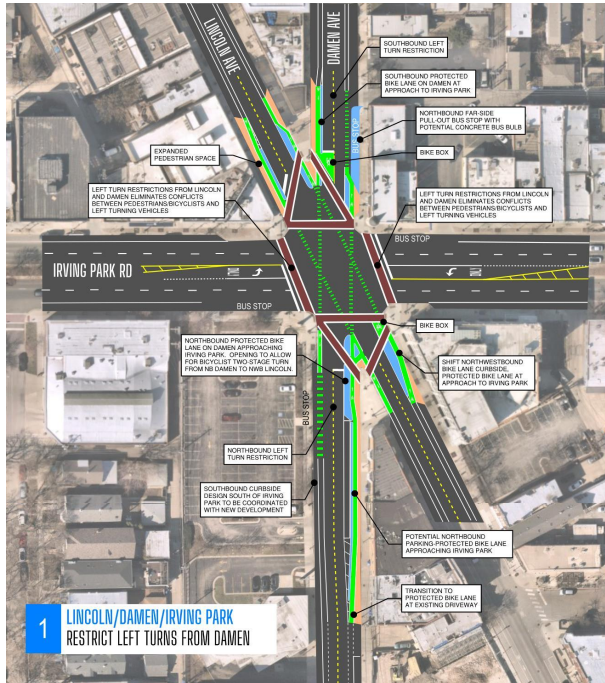 LINCOLN AVE
DAMEN AVE
SOUTHBOUND LEFT
TURN RESTRICTION
SOUTHBOUND PROTECTED
BIKE LANE ON DAMEN AT
APPROACH TO IRVING PARK
NORTHBOUND FAR-SIDE
PULL-OUT BUS STOP WITH
POTENTIAL CONCRETE BUS BULB
BUS STOP
BIKE BOX
EXPANDED
PEDESTRIAN SPACE
LEFT TURN RESTRICTIONS FROM LINCOLN
AND DAMEN ELIMINATES CONFLICTS
BETWEEN PEDESTRIANS/BICYCLISTS AND
LEFT TURNING VEHICLES
LEFT TURN RESTRICTIONS FROM LINCOLN
AND DAMEN ELIMINATES CONFLICTS
BETWEEN PEDESTRIANS/BICYCLISTS AND
LEFT TURNING VEHICLES
BUS STOP
IRVING PARK RD
BUS STOP
BIKE BOX
NORTHBOUND PROTECTED BIKE
LANE ON DAMEN APPROACHING
IRVING PARK. OPENING TO ALLOW
FOR BICYCLIST TWO-STAGE TURN
FROM NB DAMEN TO NWB LINCOLN.
SHIFT NORTHWESTBOUND
BIKE LANE CURBSIDE,
PROTECTED BIKE LANE AT
APPROACH TO IRVING PARK
BUS STOP
NORTHBOUND LEFT
TURN RESTRICTION
SOUTHBOUND CURBSIDE
DESIGN SOUTH OF IRVING
PARK TO BE COORDINATED
WITH NEW DEVELOPMENT
POTENTIAL NORTHBOUND
PARKING-PROTECTED BIKE LANE
APPROACHING IRVING PARK
TRANSITION TO
PROTECTED BIKE LANE
AT EXISTING DRIVEWAY
1
LINCOLN/DAMEN/IRVING PARK
RESTRICT LEFT TURNS FROM DAMEN